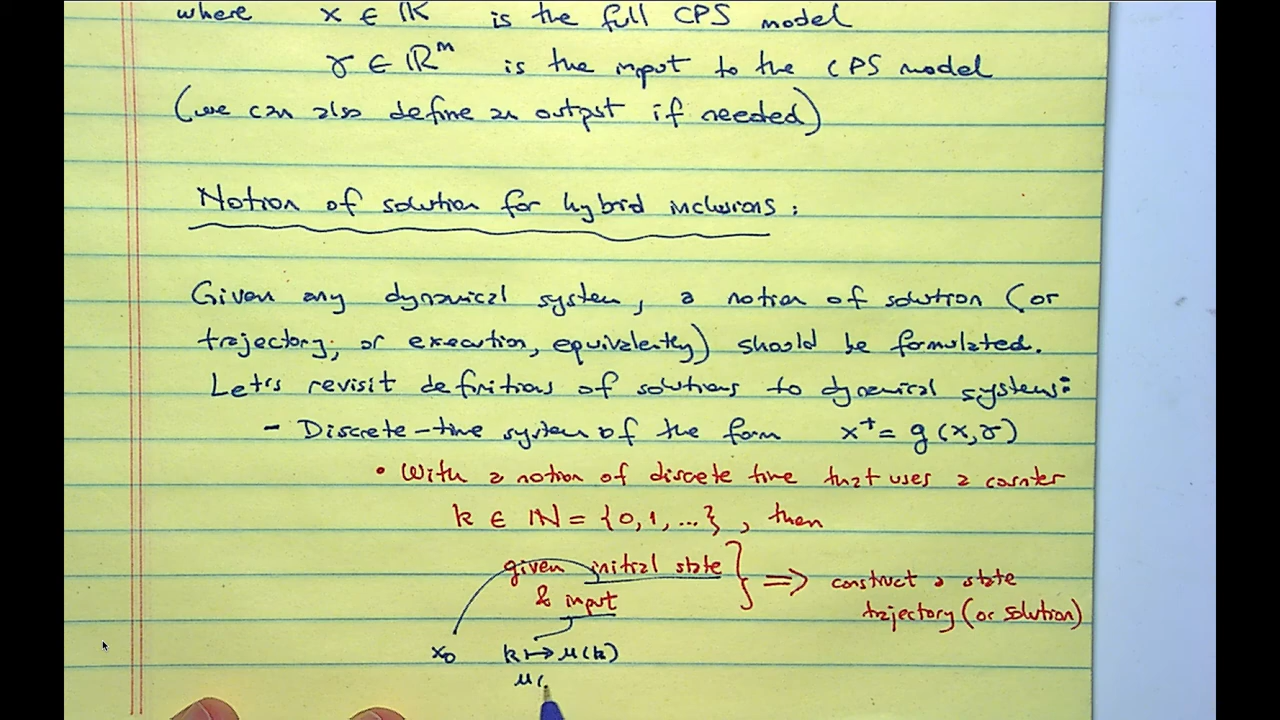 where x ∈ ℝ is the full CPS model
γ ∈ ℝᵐ is the input to the CPS model
(we can also define an output if needed)
Notion of solution for hybrid inclusions:
Given any dynamical system, a notion of solution (or
trajectory, or execution, equivalently) should be formulated.
Let's revisit definitions of solutions to dynamical systems:
- Discrete-time system of the form x⁺ = g(x,γ)
• With a notion of discrete time that uses a counter
k ∈ ℕ = {0,1,...}, then
given initial state
& input } ⟹ construct a state
trajectory (or solution)
x₀ k ↦ μ(k)
μ(